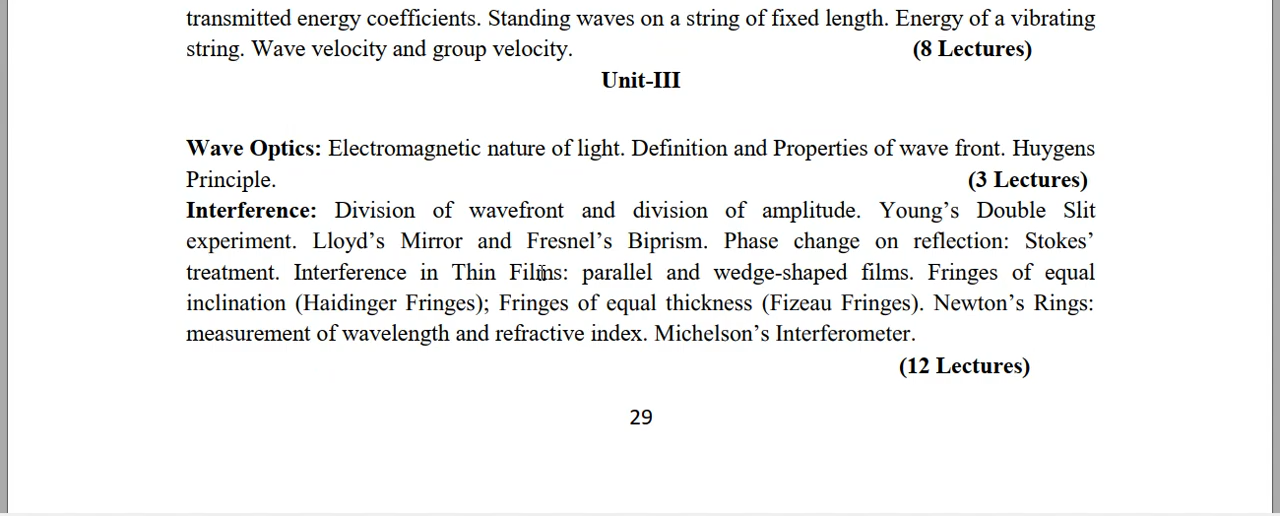 transmitted energy coefficients. Standing waves on a string of fixed length. Energy of a vibrating
string. Wave velocity and group velocity. (8 Lectures)
Unit-III
Wave Optics: Electromagnetic nature of light. Definition and Properties of wave front. Huygens
Principle. (3 Lectures)
Interference: Division of wavefront and division of amplitude. Young’s Double Slit
experiment. Lloyd’s Mirror and Fresnel’s Biprism. Phase change on reflection: Stokes’
treatment. Interference in Thin Films: parallel and wedge-shaped films. Fringes of equal
inclination (Haidinger Fringes); Fringes of equal thickness (Fizeau Fringes). Newton’s Rings:
measurement of wavelength and refractive index. Michelson’s Interferometer.
(12 Lectures)
29